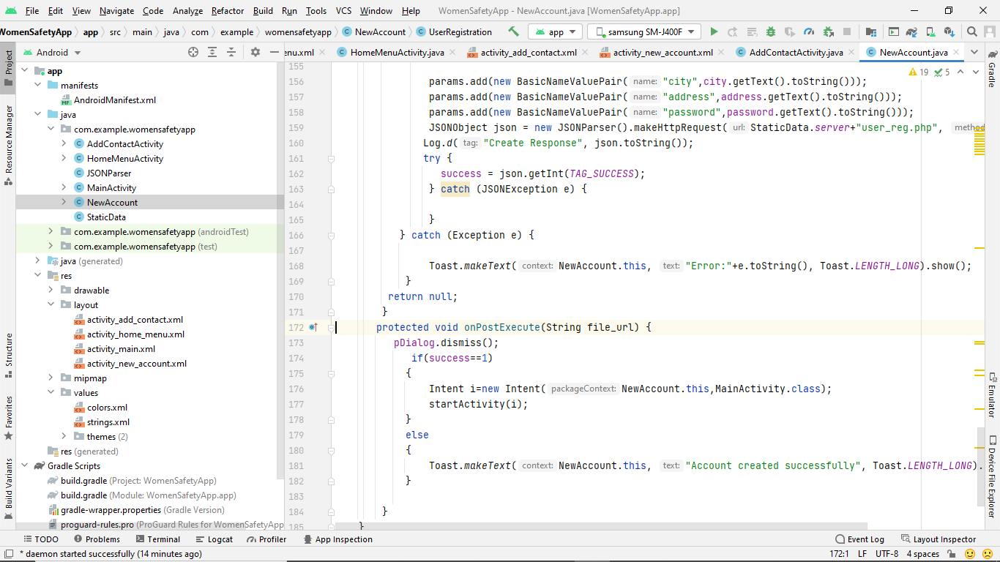 File Edit View Navigate Code Analyze Refactor Build Run Tools VCS Window Help WomenSafetyApp - NewAccount.java [WomenSafetyApp.app]
WomenSafetyApp app src main java com example womensafetyapp NewAccount UserRegistration app samsung SM-J400F
Android
enu.xml HomeMenuActivity.java activity_add_contact.xml activity_new_account.xml AddContactActivity.java NewAccount.java
Project
Resource Manager
Structure
Favorites
Build Variants
app
manifests
AndroidManifest.xml
java
com.example.womensafetyapp
AddContactActivity
HomeMenuActivity
JSONParser
MainActivity
NewAccount
StaticData
com.example.womensafetyapp (androidTest)
com.example.womensafetyapp (test)
java (generated)
res
drawable
layout
activity_add_contact.xml
activity_home_menu.xml
activity_main.xml
activity_new_account.xml
mipmap
values
colors.xml
strings.xml
themes (2)
res (generated)
Gradle Scripts
build.gradle (Project: WomenSafetyApp)
build.gradle (Module: WomenSafetyApp.app)
gradle-wrapper.properties (Gradle Version)
proguard-rules.pro (ProGuard Rules for WomenSafetyApp
19 5
155
156 params.add(new BasicNameValuePair( name: "city",city.getText().toString()));
157 params.add(new BasicNameValuePair( name: "address",address.getText().toString()));
158 params.add(new BasicNameValuePair( name: "password",password.getText().toString()));
159 JSONObject json = new JSONParser().makeHttpRequest( url: StaticData.server+"user_reg.php", method
160 Log.d( tag: "Create Response", json.toString());
161 try {
162 success = json.getInt(TAG_SUCCESS);
163 } catch (JSONException e) {
164
165 }
166 } catch (Exception e) {
167
168 Toast.makeText( context: NewAccount.this, text: "Error:"+e.toString(), Toast.LENGTH_LONG).show();
169 }
170 return null;
171 }
172 protected void onPostExecute(String file_url) {
173 pDialog.dismiss();
174 if(success==1)
175 {
176 Intent i=new Intent( packageContext: NewAccount.this,MainActivity.class);
177 startActivity(i);
178 }
179 else
180 {
181 Toast.makeText( context: NewAccount.this, text: "Account created successfully", Toast.LENGTH_LONG).
182 }
183
184 }
185 }
Gradle
Emulator
Device File Explorer
TODO Problems Terminal Logcat Profiler App Inspection Event Log Layout Inspector
* daemon started successfully (14 minutes ago) 172:1 LF UTF-8 4 spaces